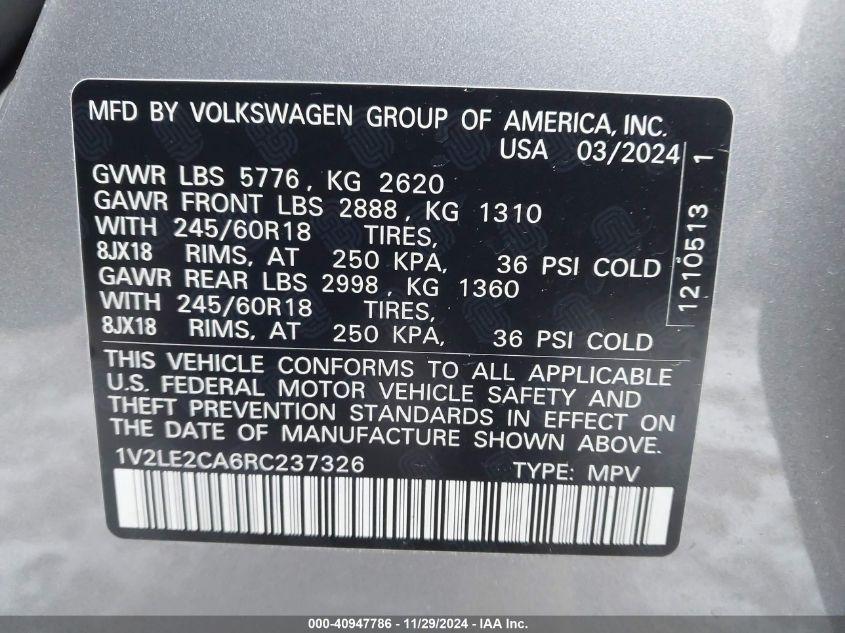 MFD BY VOLKSWAGEN GROUP OF AMERICA, INC.
USA 03/2024
GVWR LBS 5776, KG 2620
GAWR FRONT LBS 2888, KG 1310
WITH 245/60R18 TIRES,
8JX18 RIMS, AT 250 KPA, 36 PSI COLD
GAWR REAR LBS 2998, KG 1360
WITH 245/60R18 TIRES,
8JX18 RIMS, AT 250 KPA, 36 PSI COLD
1210513 1
THIS VEHICLE CONFORMS TO ALL APPLICABLE
U.S. FEDERAL MOTOR VEHICLE SAFETY AND
THEFT PREVENTION STANDARDS IN EFFECT ON
THE DATE OF MANUFACTURE SHOWN ABOVE.
1V2LE2CA6RC237326 TYPE: MPV
000-40947786 - 11/29/2024 - IAA Inc.